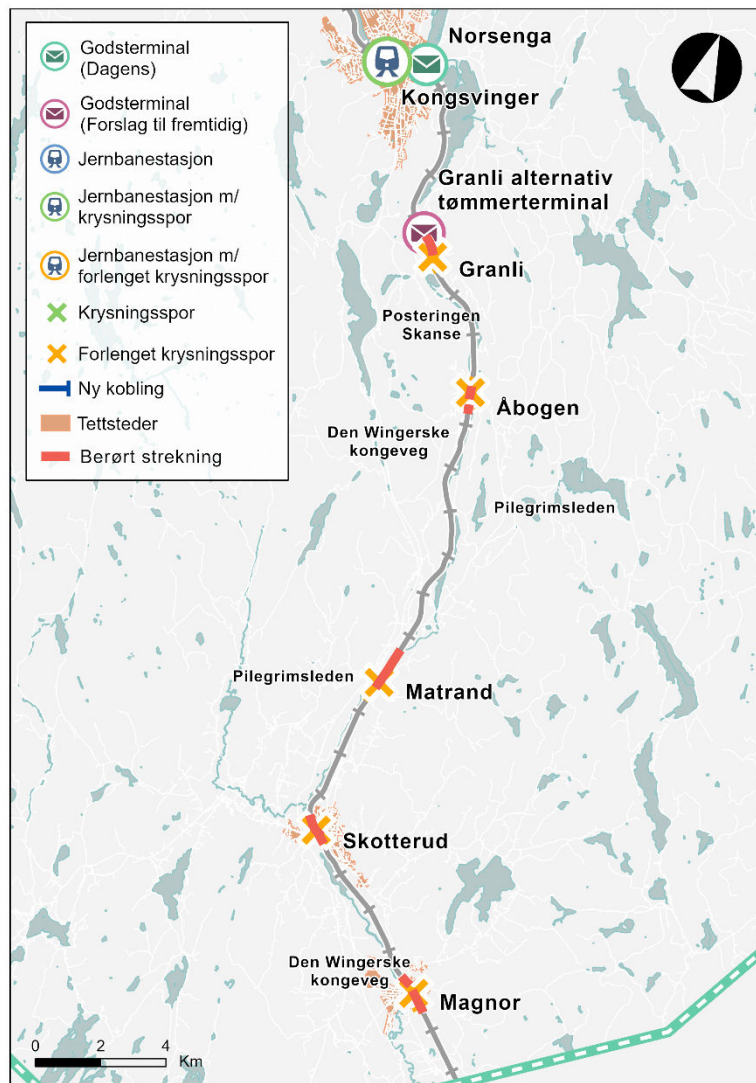 Godsterminal
(Dagens)
Godsterminal
(Forslag til fremtidig)
Jernbanestasjon
Jernbanestasjon m/
krysningsspor
Jernbanestasjon m/
forlenget krysningsspor
Krysningsspor
Forlenget krysningsspor
Ny kobling
Tettsteder
Berørt strekning
Norsenga
Kongsvinger
Granli alternativ
tømmerterminal
Granli
Posteringen
Skanse
Åbogen
Den Wingerske
kongeveg
Pilegrimsleden
Pilegrimsleden
Matrand
Skotterud
Den Wingerske
kongeveg
Magnor
0 2 4
Km